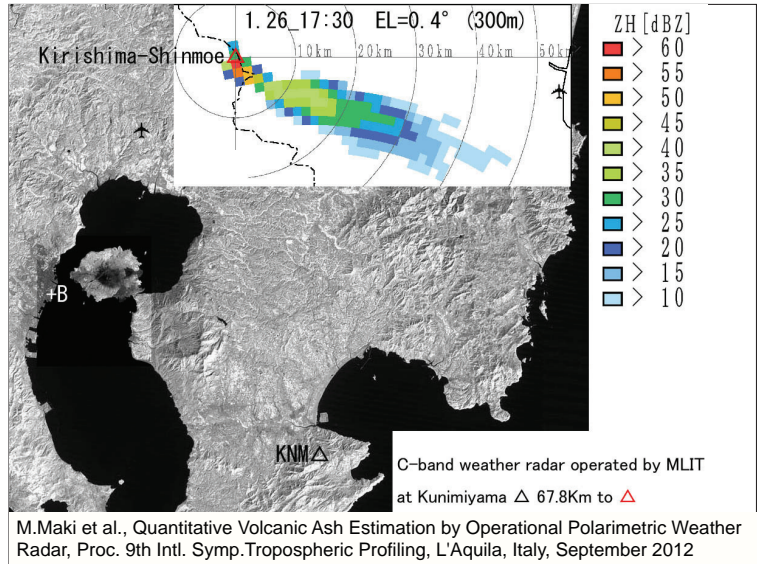 1.26_17:30 EL=0.4° (300m)
Kirishima-Shinmoe
10km 20km 30km 40km 50km
ZH[dBZ]
> 60
> 55
> 50
> 45
> 40
> 35
> 30
> 25
> 20
> 15
> 10
+B
KNM
C-band weather radar operated by MLIT
at Kunimiyama △ 67.8Km to △
M.Maki et al., Quantitative Volcanic Ash Estimation by Operational Polarimetric Weather
Radar, Proc. 9th Intl. Symp.Tropospheric Profiling, L'Aquila, Italy, September 2012